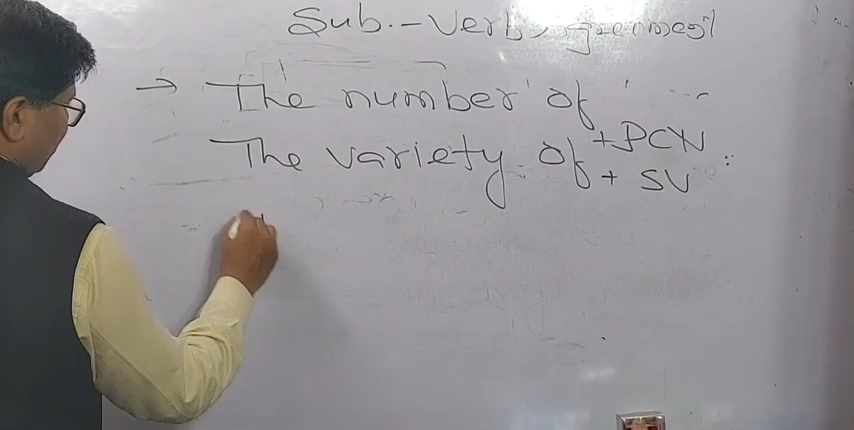 Sub.-Verb
→ The number of
The variety of +PCN
+ SV